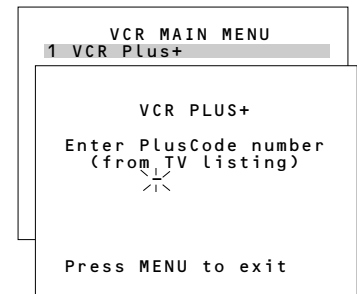 VCR MAIN MENU
1 VCR Plus+
VCR PLUS+
Enter PlusCode number
(from TV listing)
–
Press MENU to exit